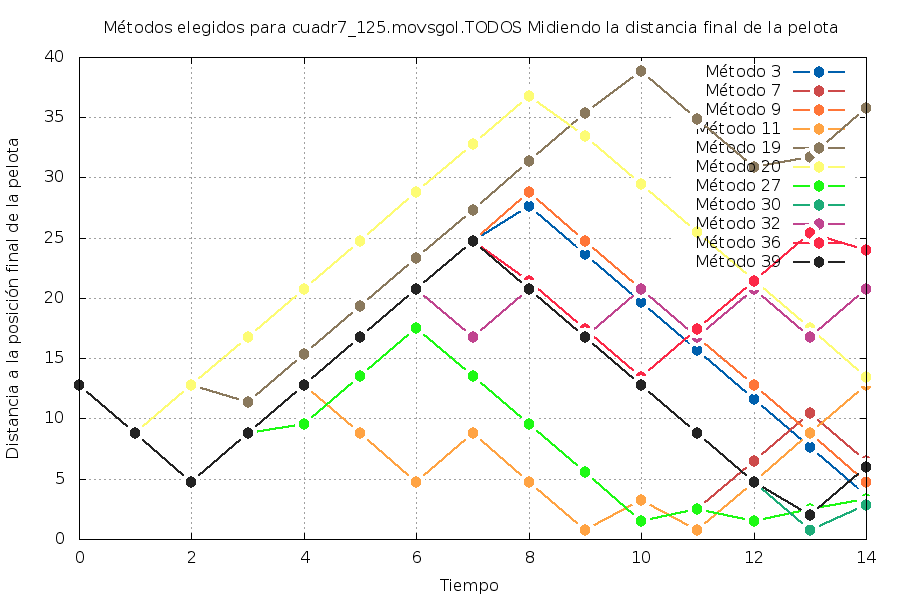 Métodos elegidos para cuadr7_125.movsgol.TODOS Midiendo la distancia final de la pelota
Distancia a la posición final de la pelota
40
35
30
25
20
15
10
5
0
Método 3
Método 7
Método 9
Método 11
Método 19
Método 20
Método 27
Método 30
Método 32
Método 36
Método 39
0 2 4 6 8 10 12 14
Tiempo